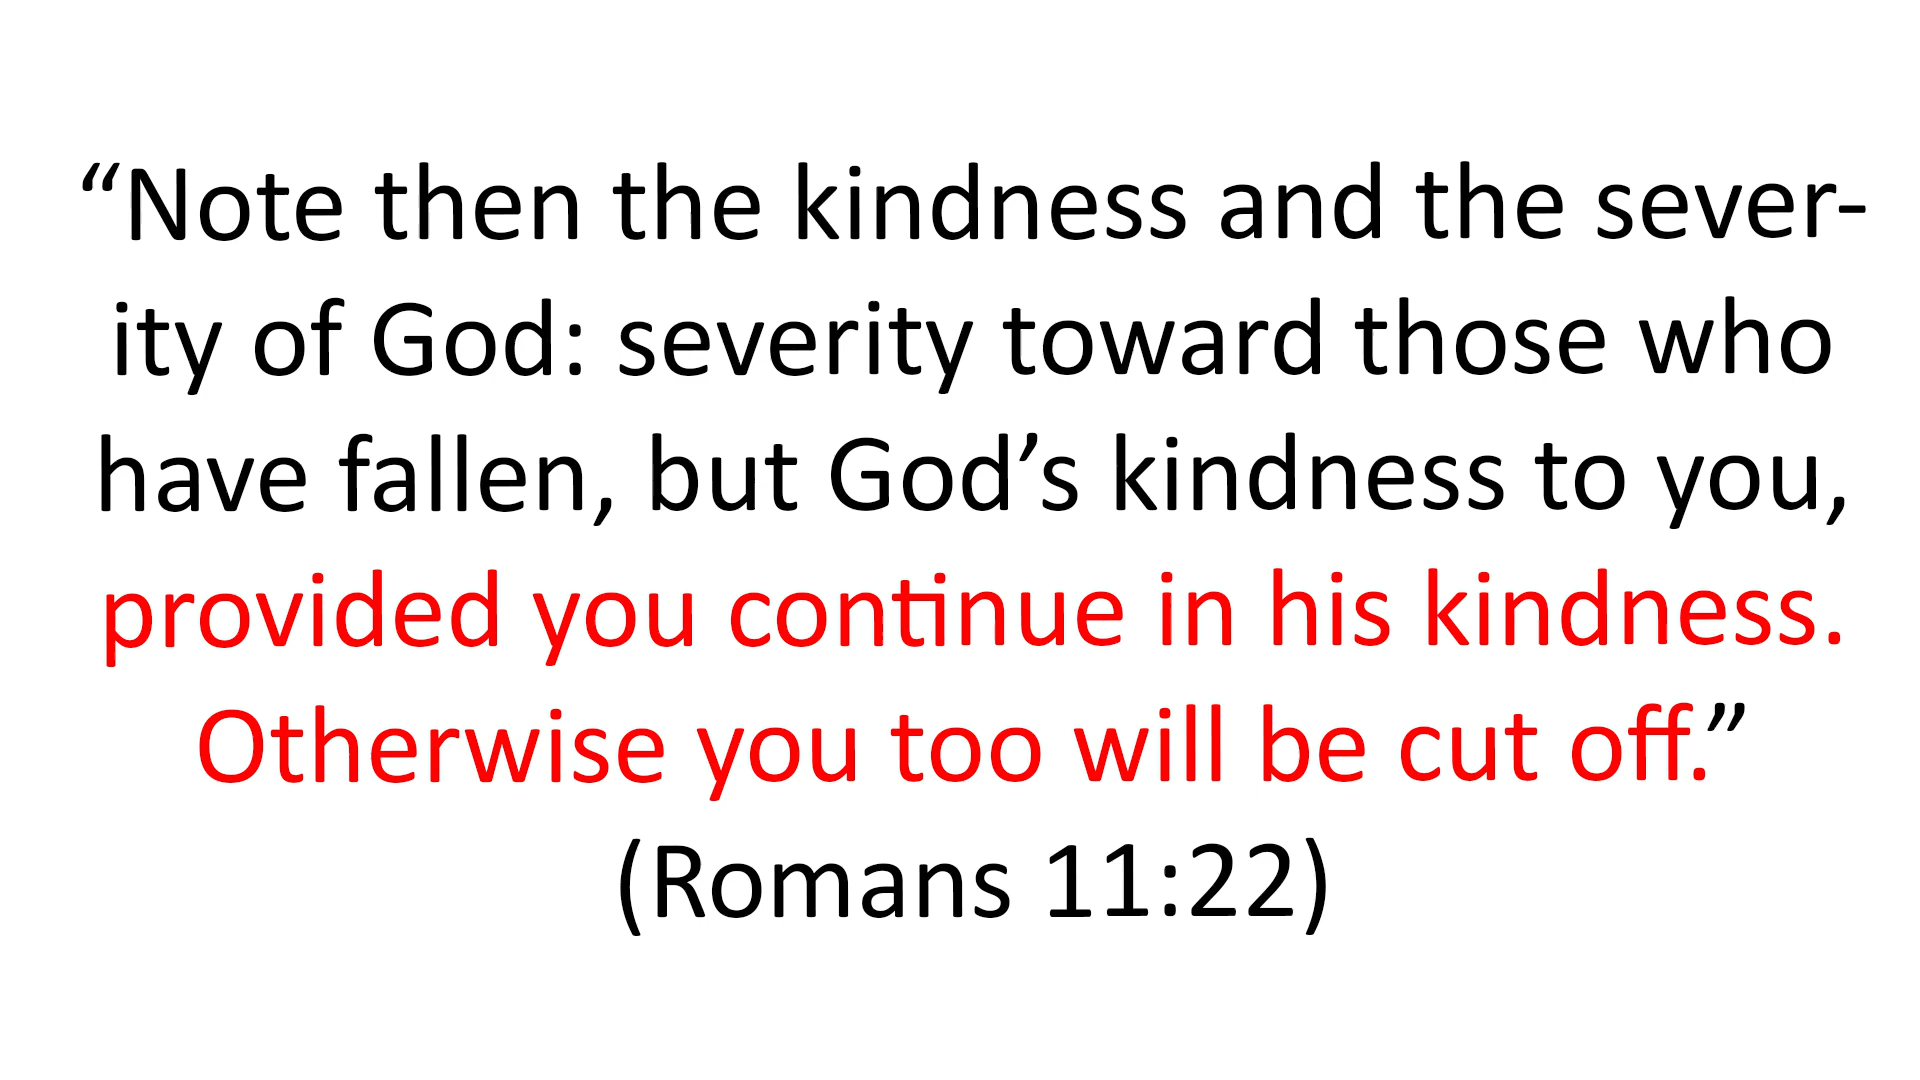 “Note then the kindness and the sever-
ity of God: severity toward those who
have fallen, but God’s kindness to you,
provided you continue in his kindness.
Otherwise you too will be cut off.”
(Romans 11:22)